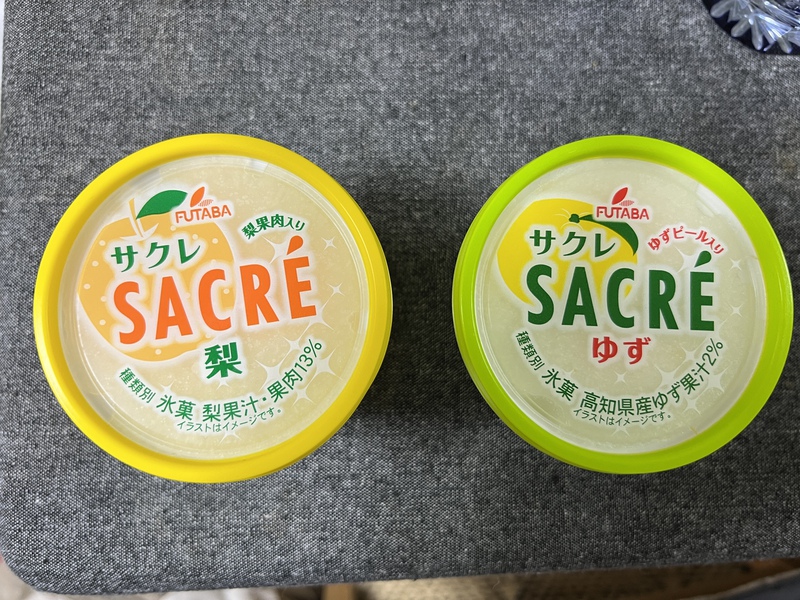 FUTABA
梨果肉入り
サクレ
SACRÉ
梨
種類別 氷菓 梨果汁・果肉13%
イラストはイメージです。
FUTABA
ゆずピール入り
サクレ
SACRÉ
ゆず
種類別 氷菓 高知県産ゆず果汁2%
イラストはイメージです。